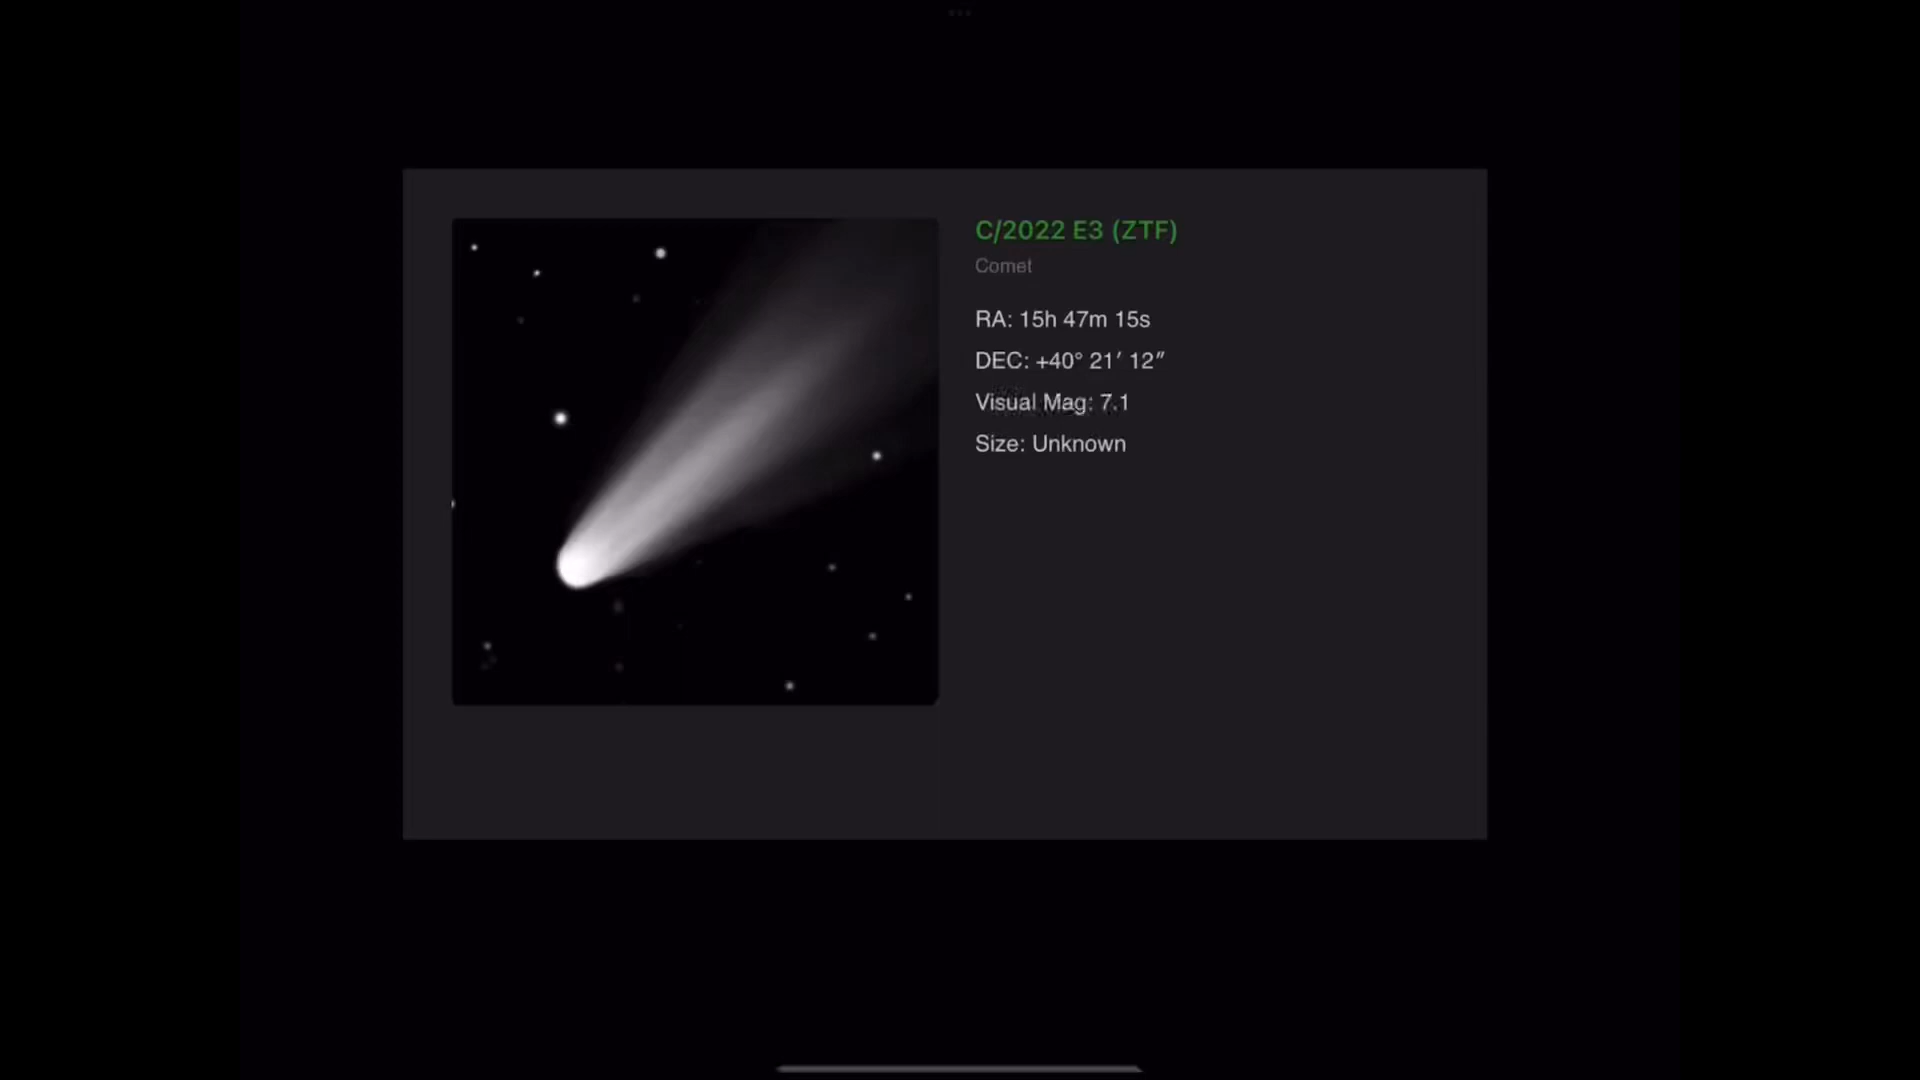 C/2022 E3 (ZTF)
Comet
RA: 15h 47m 15s
DEC: +40° 21′ 12″
Visual Mag: 7.1
Size: Unknown